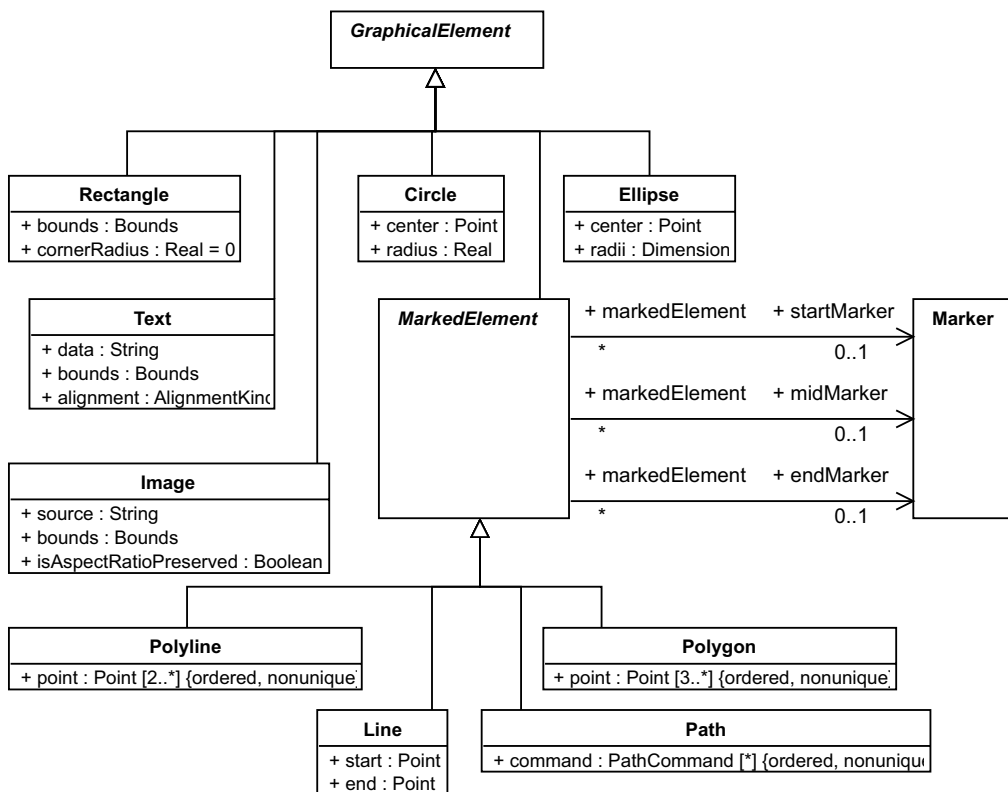 GraphicalElement
Rectangle
+ bounds : Bounds
+ cornerRadius : Real = 0
Circle
+ center : Point
+ radius : Real
Ellipse
+ center : Point
+ radii : Dimension
Text
+ data : String
+ bounds : Bounds
+ alignment : AlignmentKind
MarkedElement
+ markedElement + startMarker
* 0..1
+ markedElement + midMarker
* 0..1
+ markedElement + endMarker
* 0..1
Marker
Image
+ source : String
+ bounds : Bounds
+ isAspectRatioPreserved : Boolean
Polyline
+ point : Point [2..*] {ordered, nonunique}
Polygon
+ point : Point [3..*] {ordered, nonunique}
Line
+ start : Point
+ end : Point
Path
+ command : PathCommand [*] {ordered, nonuniqu